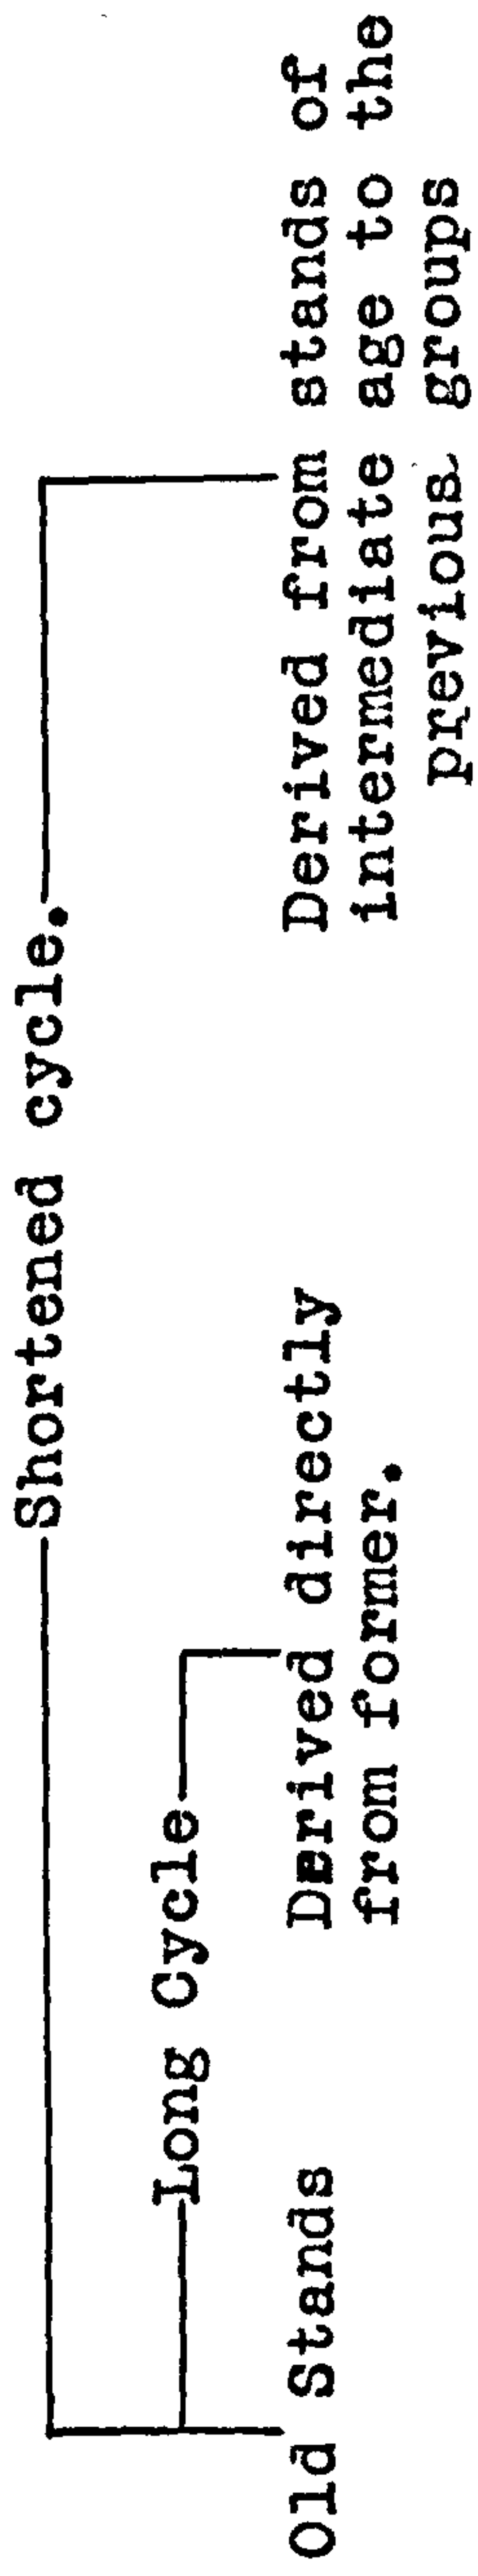 Shortened cycle.
Long Cycle
Old Stands
Derived directly
from former.
Derived from stands of
intermediate age to the
previous groups